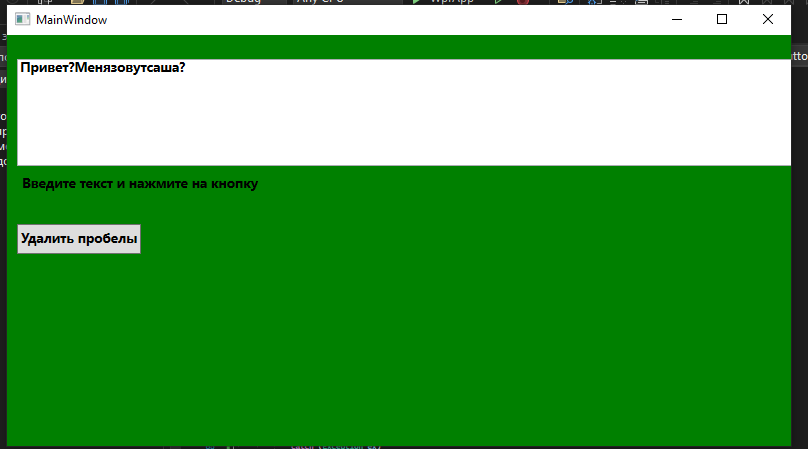 MainWindow
Привет?Менязовутсаша?
Введите текст и нажмите на кнопку
Удалить пробелы